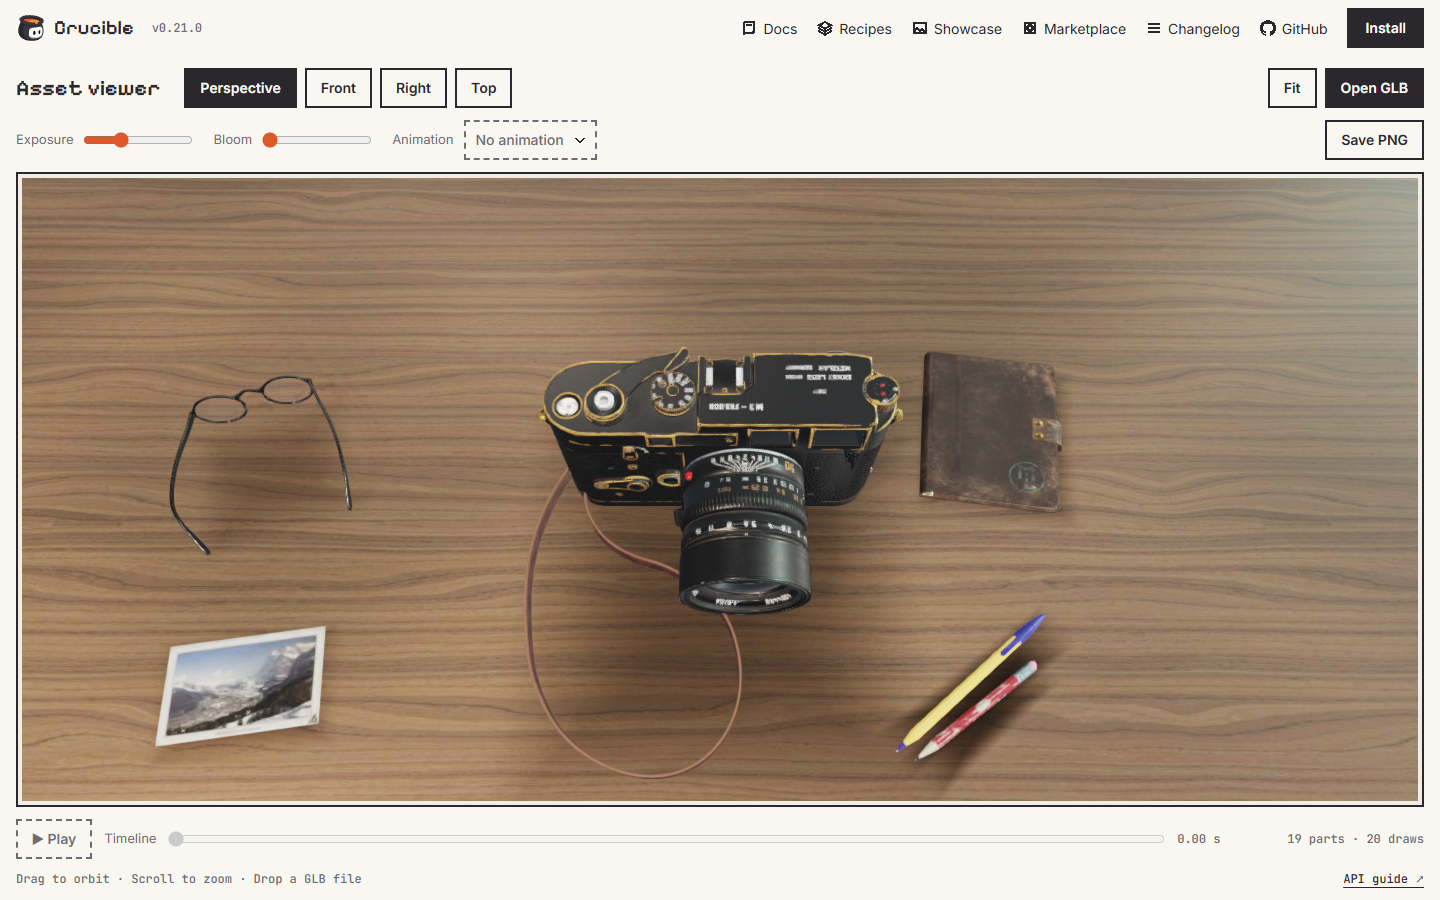 Crucible v0.21.0 Docs Recipes Showcase Marketplace Changelog GitHub Install
Asset viewer Perspective Front Right Top Fit Open GLB
Exposure Bloom Animation No animation Save PNG
Play Timeline 0.00 s 19 parts · 20 draws
Drag to orbit · Scroll to zoom · Drop a GLB file API guide ↗